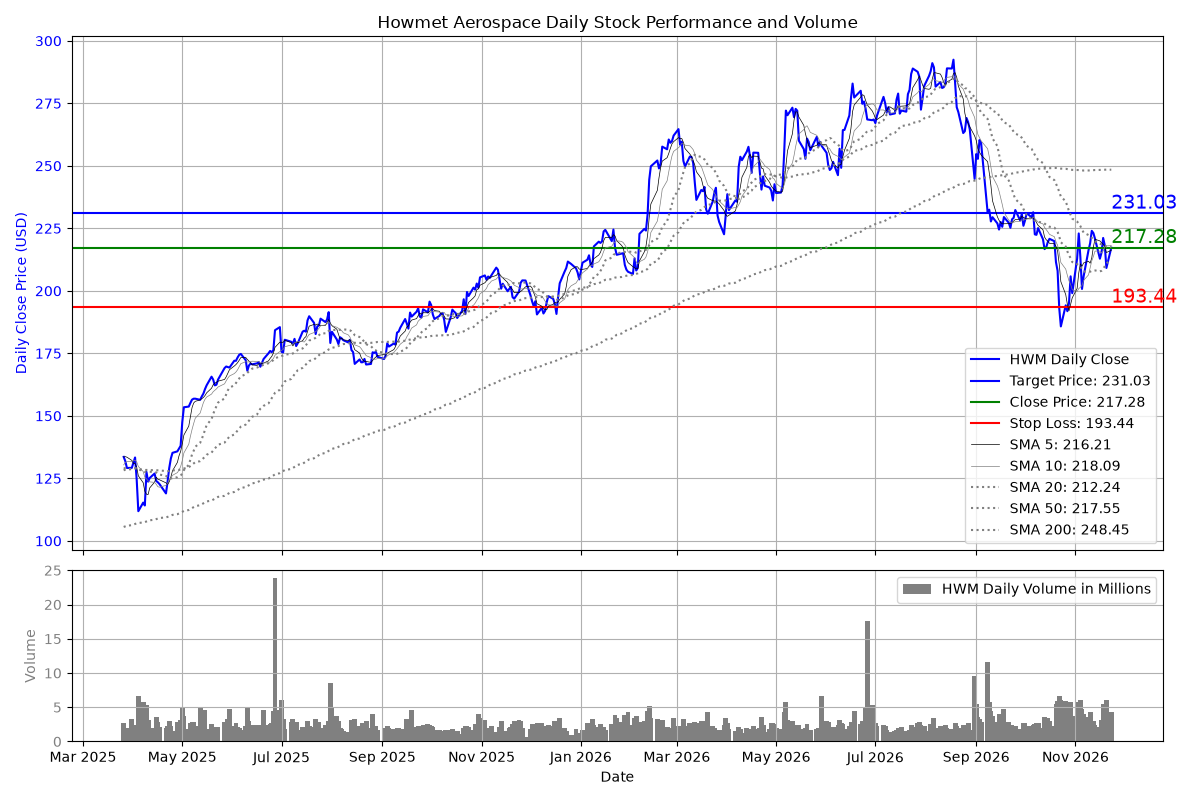 Howmet Aerospace Daily Stock Performance and Volume
Daily Close Price (USD)
300
275
250
225
200
175
150
125
100
231.03
217.28
193.44
HWM Daily Close
Target Price: 231.03
Close Price: 217.28
Stop Loss: 193.44
SMA 5: 216.21
SMA 10: 218.09
SMA 20: 212.24
SMA 50: 217.55
SMA 200: 248.45
Volume
25
20
15
10
5
0
HWM Daily Volume in Millions
Mar 2025 May 2025 Jul 2025 Sep 2025 Nov 2025 Jan 2026 Mar 2026 May 2026 Jul 2026 Sep 2026 Nov 2026
Date